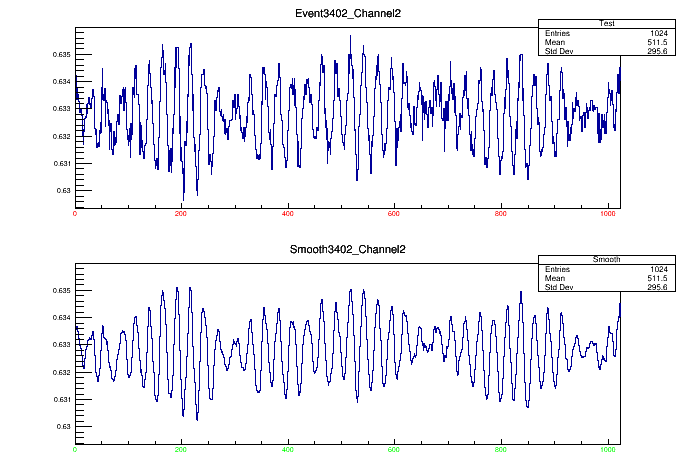 Event3402_Channel2
Test
Entries 1024
Mean 511.5
Std Dev 295.6
0.635
0.634
0.633
0.632
0.631
0.63
0 200 400 600 800 1000
Smooth3402_Channel2
Smooth
Entries 1024
Mean 511.5
Std Dev 295.6
0.635
0.634
0.633
0.632
0.631
0.63
0 200 400 600 800 1000